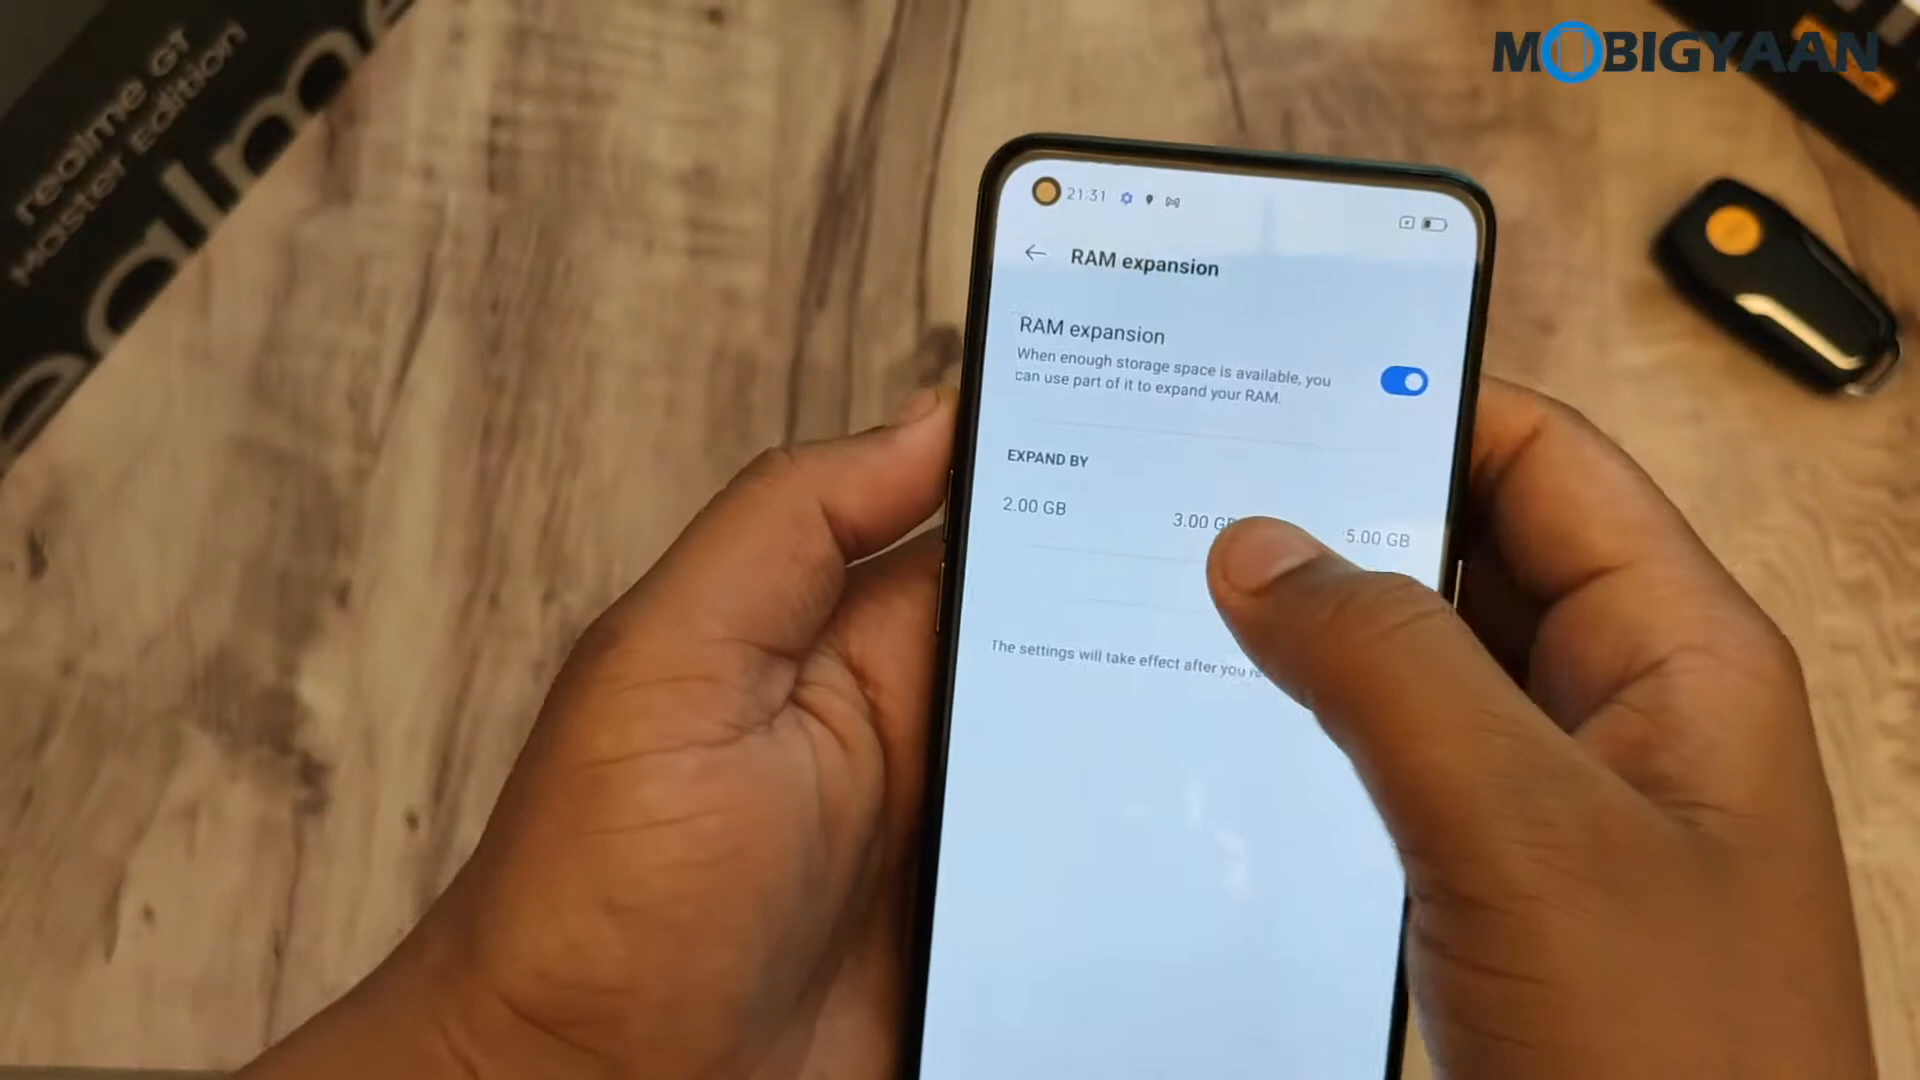 MOBIGYAAN
realme GT
Master Edition
realme
21:31
RAM expansion
RAM expansion
When enough storage space is available, you
can use part of it to expand your RAM.
EXPAND BY
2.00 GB 3.00 GB 5.00 GB
The settings will take effect after you